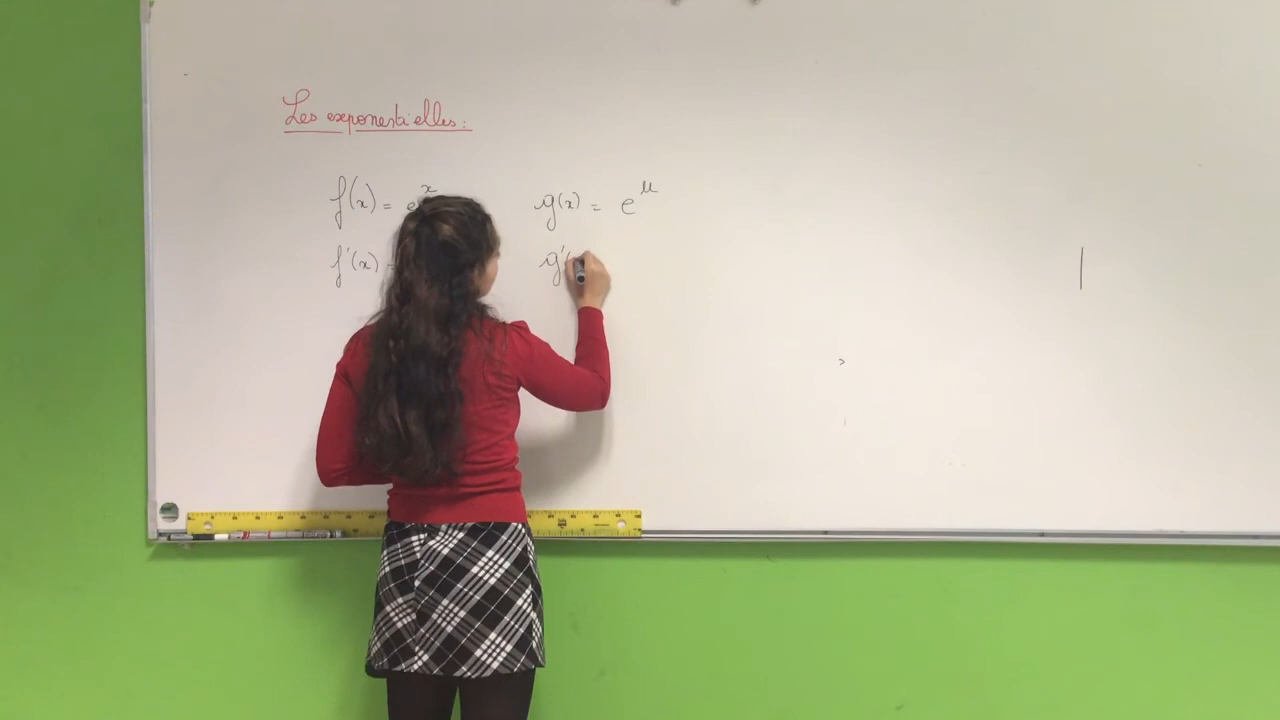 Les exponentielles:
f(x) = e^x g(x) = e^u
f'(x) = g'(